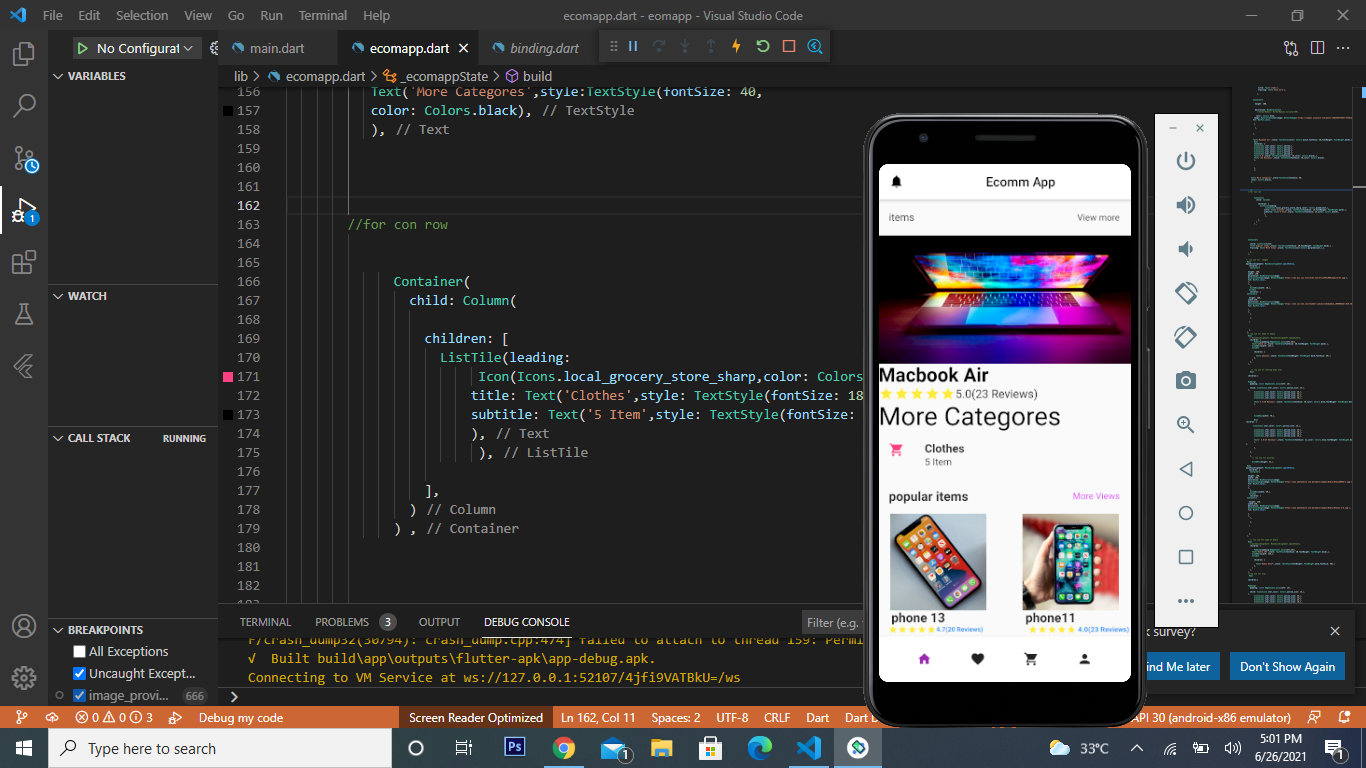 File Edit Selection View Go Run Terminal Help
ecomapp.dart - eomapp - Visual Studio Code
No Configurat
main.dart
ecomapp.dart
binding.dart
lib > ecomapp.dart > _ecomappState > build
VARIABLES
WATCH
CALL STACK RUNNING
BREAKPOINTS
All Exceptions
Uncaught Except...
image_provi... 666
156 Text('More Categores',style:TextStyle(fontSize: 40,
157 color: Colors.black), // TextStyle
158 ), // Text
159
160
161
162
163 //for con row
164
165
166 Container(
167 child: Column(
168
169 children: [
170 ListTile(leading:
171 Icon(Icons.local_grocery_store_sharp,color: Colors
172 title: Text('Clothes',style: TextStyle(fontSize: 18
173 subtitle: Text('5 Item',style: TextStyle(fontSize:
174 ), // Text
175 ), // ListTile
176
177 ],
178 ) // Column
179 ) , // Container
180
181
182
TERMINAL PROBLEMS 3 OUTPUT DEBUG CONSOLE
Filter (e.g.
F/crash_dump32(30794): crash_dump.cpp:474] failed to attach to thread 159: Permi
√ Built build\app\outputs\flutter-apk\app-debug.apk.
Connecting to VM Service at ws://127.0.0.1:52107/4jfi9VATBkU=/ws
Ecomm App
items View more
Macbook Air
5.0(23 Reviews)
More Categores
Clothes
5 Item
popular items More Views
phone 13 phone11
4.7(20 Reviews) 4.0(23 Reviews)
survey?
ind Me later Don't Show Again
1
0 0 3 Debug my code
Screen Reader Optimized Ln 162, Col 11 Spaces: 2 UTF-8 CRLF Dart Dart D
API 30 (android-x86 emulator)
Type here to search
Ps
1
33°C
5:01 PM
6/26/2021
1